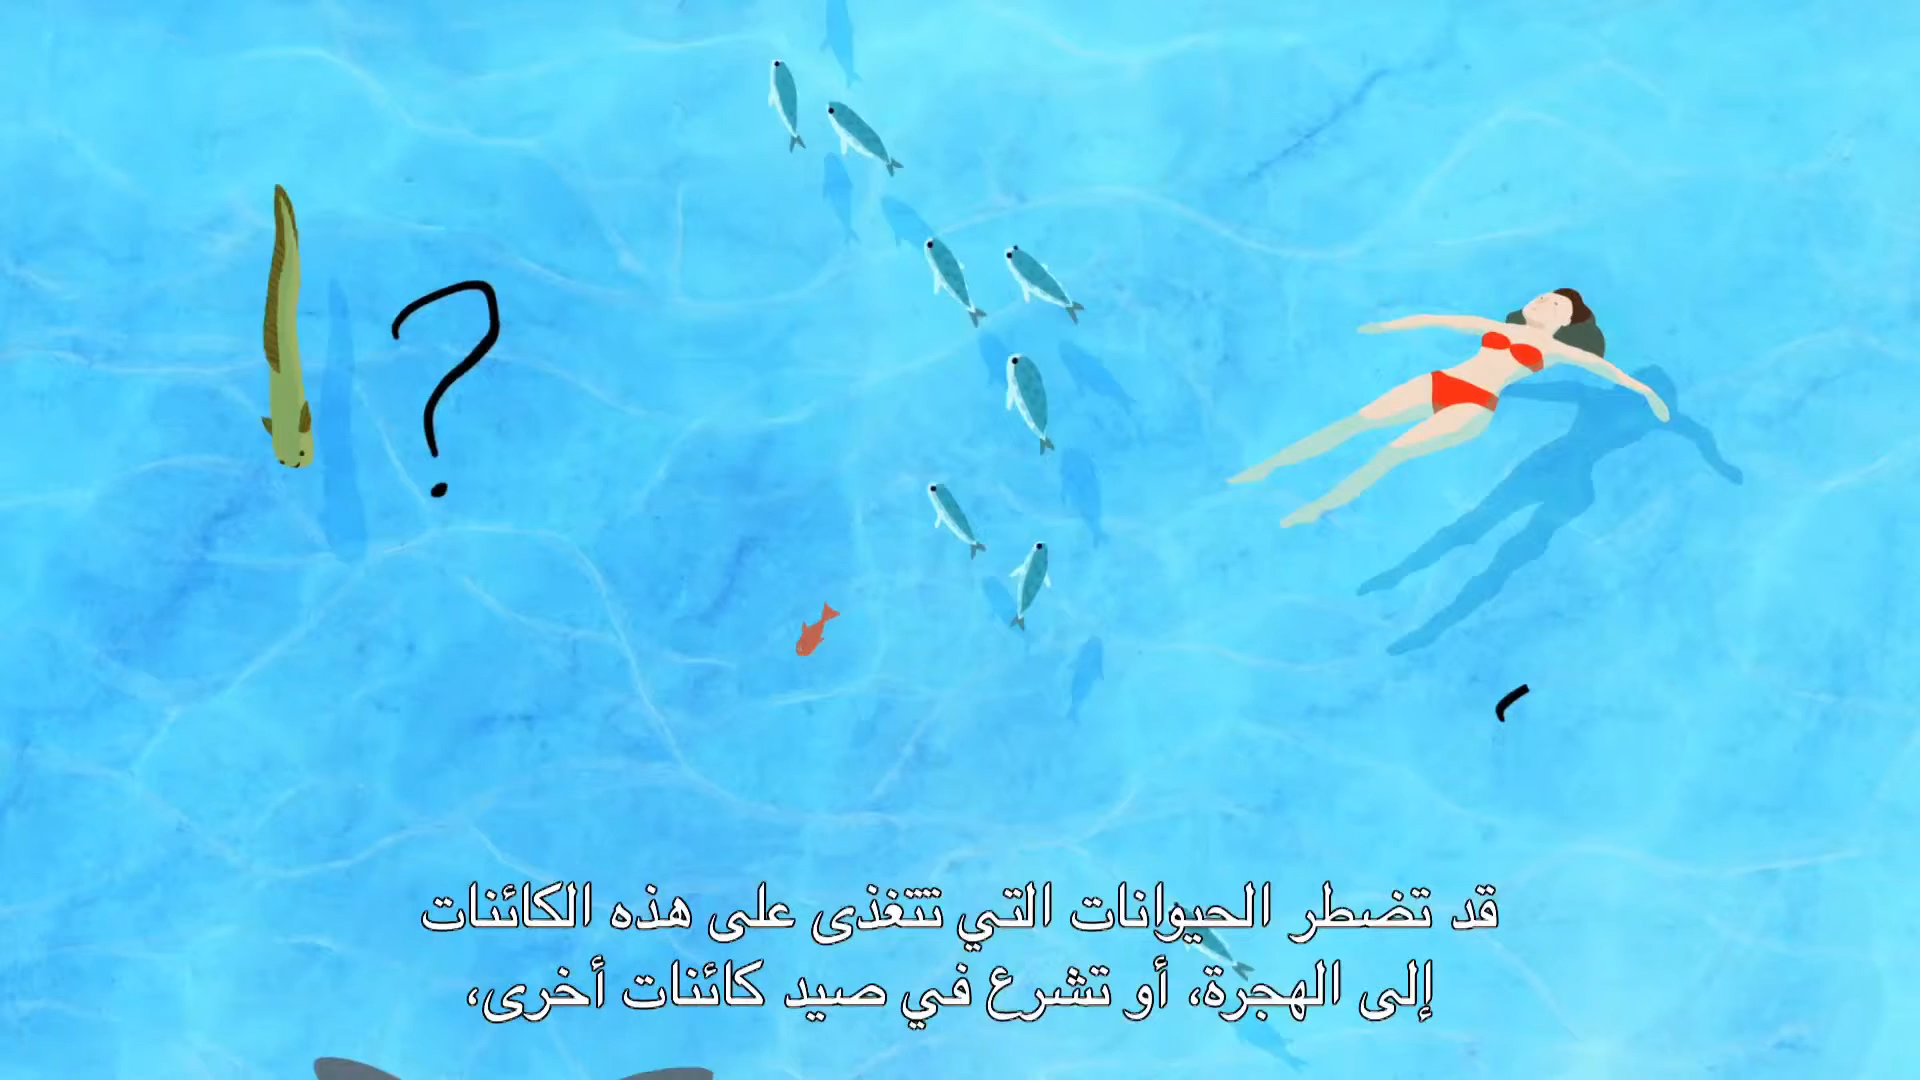 ?
قد تضطر الحيوانات التي تتغذى على هذه الكائنات
إلى الهجرة، أو تشرع في صيد كائنات أخرى،